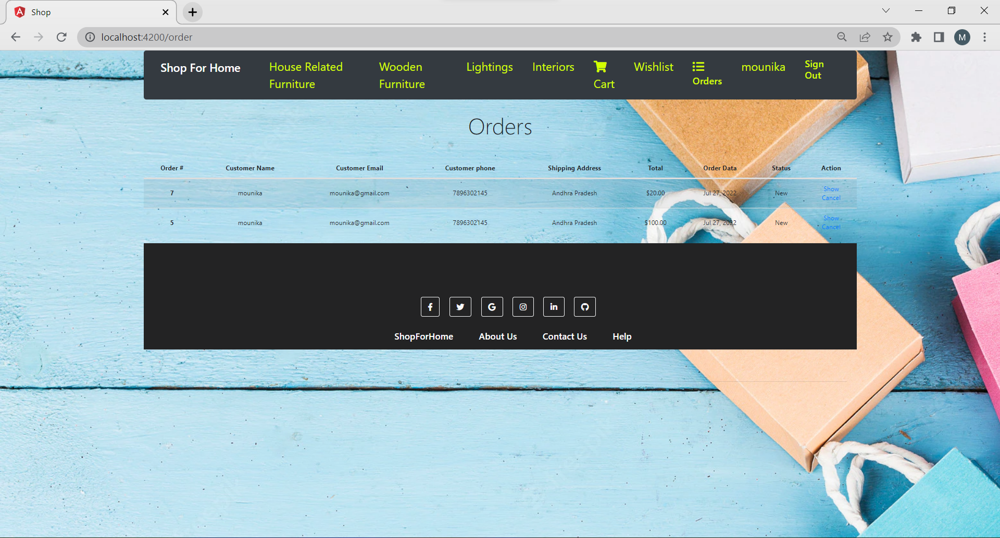 Shop
localhost:4200/order
M
Shop For Home
House Related
Furniture
Wooden
Furniture
Lightings
Interiors
Cart
Wishlist
Orders
mounika
Sign
Out
Orders
Order # Customer Name Customer Email Customer phone Shipping Address Total Order Data Status Action
7 mounika mounika@gmail.com 7896302145 Andhra Pradesh $20.00 Jul 27, 2022 New Show
Cancel
5 mounika mounika@gmail.com 7896302145 Andhra Pradesh $100.00 Jul 27, 2022 New Show
Cancel
ShopForHome About Us Contact Us Help